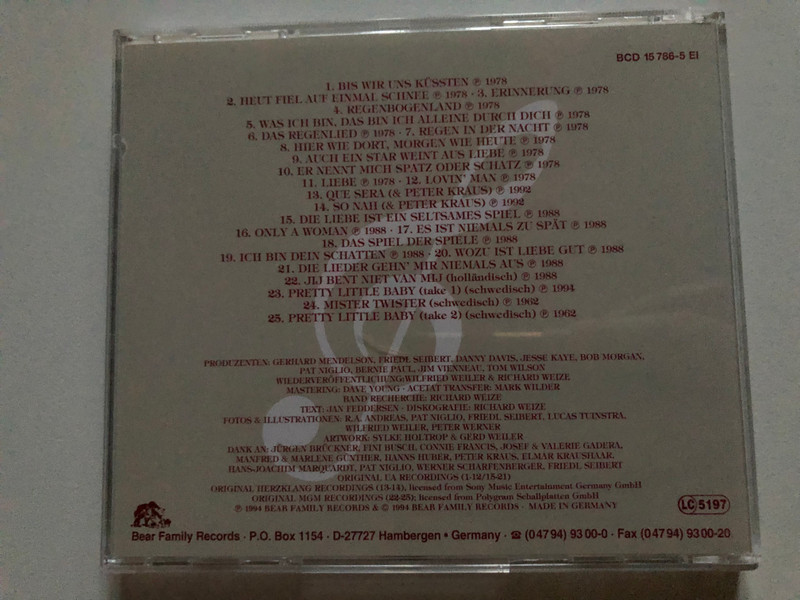 BCD 15 786-5 EI
1. BIS WIR UNS KÜSSTEN ℗ 1978
2. HEUT FIEL AUF EINMAL SCHNEE ℗ 1978 · 3. ERINNERUNG ℗ 1978
4. REGENBOGENLAND ℗ 1978
5. WAS ICH BIN, DAS BIN ICH ALLEINE DURCH DICH ℗ 1978
6. DAS REGENLIED ℗ 1978 · 7. REGEN IN DER NACHT ℗ 1978
8. HIER WIE DORT, MORGEN WIE HEUTE ℗ 1978
9. AUCH EIN STAR WEINT AUS LIEBE ℗ 1978
10. ER NENNT MICH SPATZ ODER SCHATZ ℗ 1978
11. LIEBE ℗ 1978 · 12. LOVIN' MAN ℗ 1978
13. QUE SERA (& PETER KRAUS) ℗ 1992
14. SO NAH (& PETER KRAUS) ℗ 1992
15. DIE LIEBE IST EIN SELTSAMES SPIEL ℗ 1988
16. ONLY A WOMAN ℗ 1988 · 17. ES IST NIEMALS ZU SPÄT ℗ 1988
18. DAS SPIEL DER SPIELE ℗ 1988
19. ICH BIN DEIN SCHATTEN ℗ 1988 · 20. WOZU IST LIEBE GUT ℗ 1988
21. DIE LIEDER GEHN' MIR NIEMALS AUS ℗ 1988
22. JIJ BENT NIET VAN MIJ (holländisch) ℗ 1988
23. PRETTY LITTLE BABY (take 1) (schwedisch) ℗ 1994
24. MISTER TWISTER (schwedisch) ℗ 1962
25. PRETTY LITTLE BABY (take 2) (schwedisch) ℗ 1962
PRODUZENTEN: GERHARD MENDELSON, FRIEDL SEIBERT, DANNY DAVIS, JESSE KAYE, BOB MORGAN,
PAT NIGLIO, BERNIE PAUL, JIM VIENNEAU, TOM WILSON
WIEDERVERÖFFENTLICHUNG: WILFRIED WEILER & RICHARD WEIZE
MASTERING: DAVE YOUNG · ACETAT TRANSFER: MARK WILDER
BAND RECHERCHE: RICHARD WEIZE
TEXT: JAN FEDDERSEN · DISKOGRAFIE: RICHARD WEIZE
FOTOS & ILLUSTRATIONEN: R.A. ANDREAS, PAT NIGLIO, FRIEDL SEIBERT, LUCAS TUINSTRA,
WILFRIED WEILER, PETER WERNER
ARTWORK: SYLKE HOLTROP & GERD WEILER
DANK AN: JÜRGEN BRÜCKNER, FINI BUSCH, CONNIE FRANCIS, JOSEF & VALERIE GADERA,
MANFRED & MARLENE GÜNTHER, HANNS HUBER, PETER KRAUS, ELMAR KRAUSHAAR,
HANS-JOACHIM MARQUARDT, PAT NIGLIO, WERNER SCHARFENBERGER, FRIEDL SEIBERT
ORIGINAL UA RECORDINGS (1-12/15-21)
ORIGINAL HERZKLANG RECORDINGS (13-14), licensed from Sony Music Entertainment Germany GmbH
ORIGINAL MGM RECORDINGS (22-25); licensed from Polygram Schallplatten GmbH
℗ 1994 BEAR FAMILY RECORDS & © 1994 BEAR FAMILY RECORDS · MADE IN GERMANY
LC 5197
Bear Family Records · P.O. Box 1154 · D-27727 Hambergen • Germany · ☎ (0 47 94) 93 00-0 · Fax (0 47 94) 93 00-20